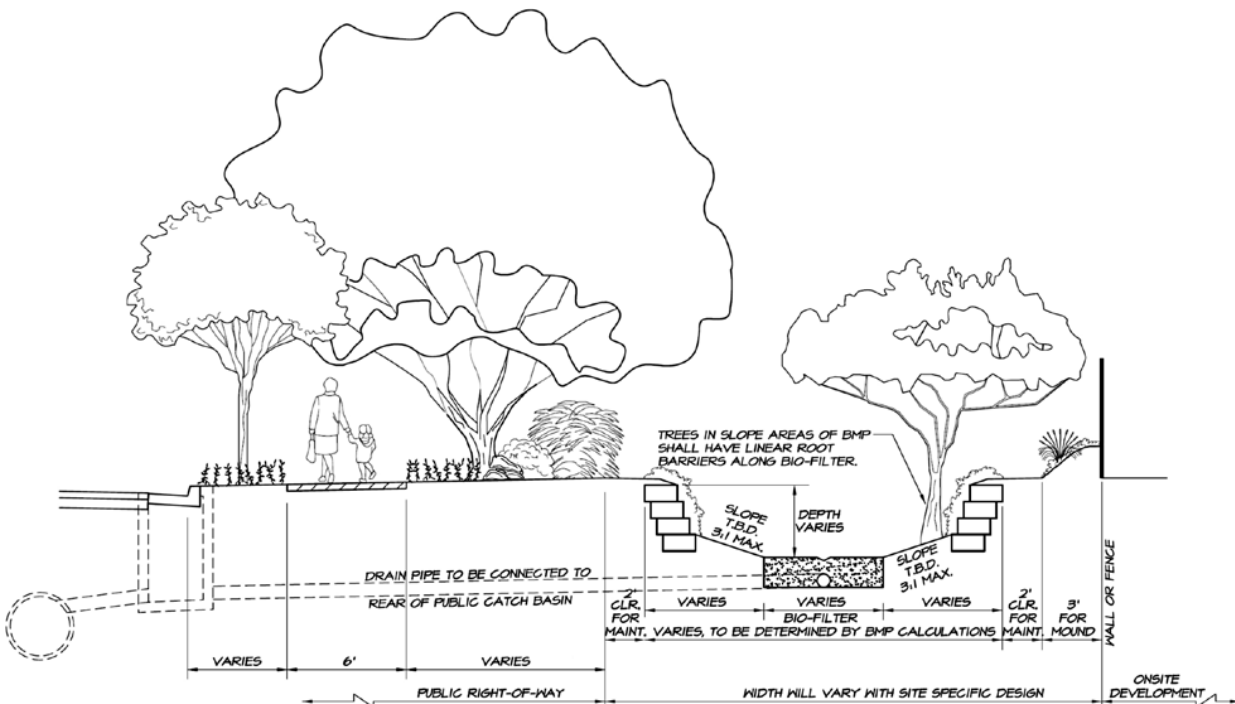 TREES IN SLOPE AREAS OF BMP
SHALL HAVE LINEAR ROOT
BARRIERS ALONG BIO-FILTER.
SLOPE
T.B.D.
3:1 MAX.
DEPTH
VARIES
SLOPE
T.B.D.
3:1 MAX.
DRAIN PIPE TO BE CONNECTED TO
REAR OF PUBLIC CATCH BASIN
2'
CLR.
FOR
MAINT.
VARIES
VARIES
BIO-FILTER
VARIES
VARIES, TO BE DETERMINED BY BMP CALCULATIONS
2'
CLR.
FOR
MAINT.
3'
FOR
MOUND
WALL OR FENCE
VARIES
6'
VARIES
PUBLIC RIGHT-OF-WAY
WIDTH WILL VARY WITH SITE SPECIFIC DESIGN
ONSITE
DEVELOPMENT